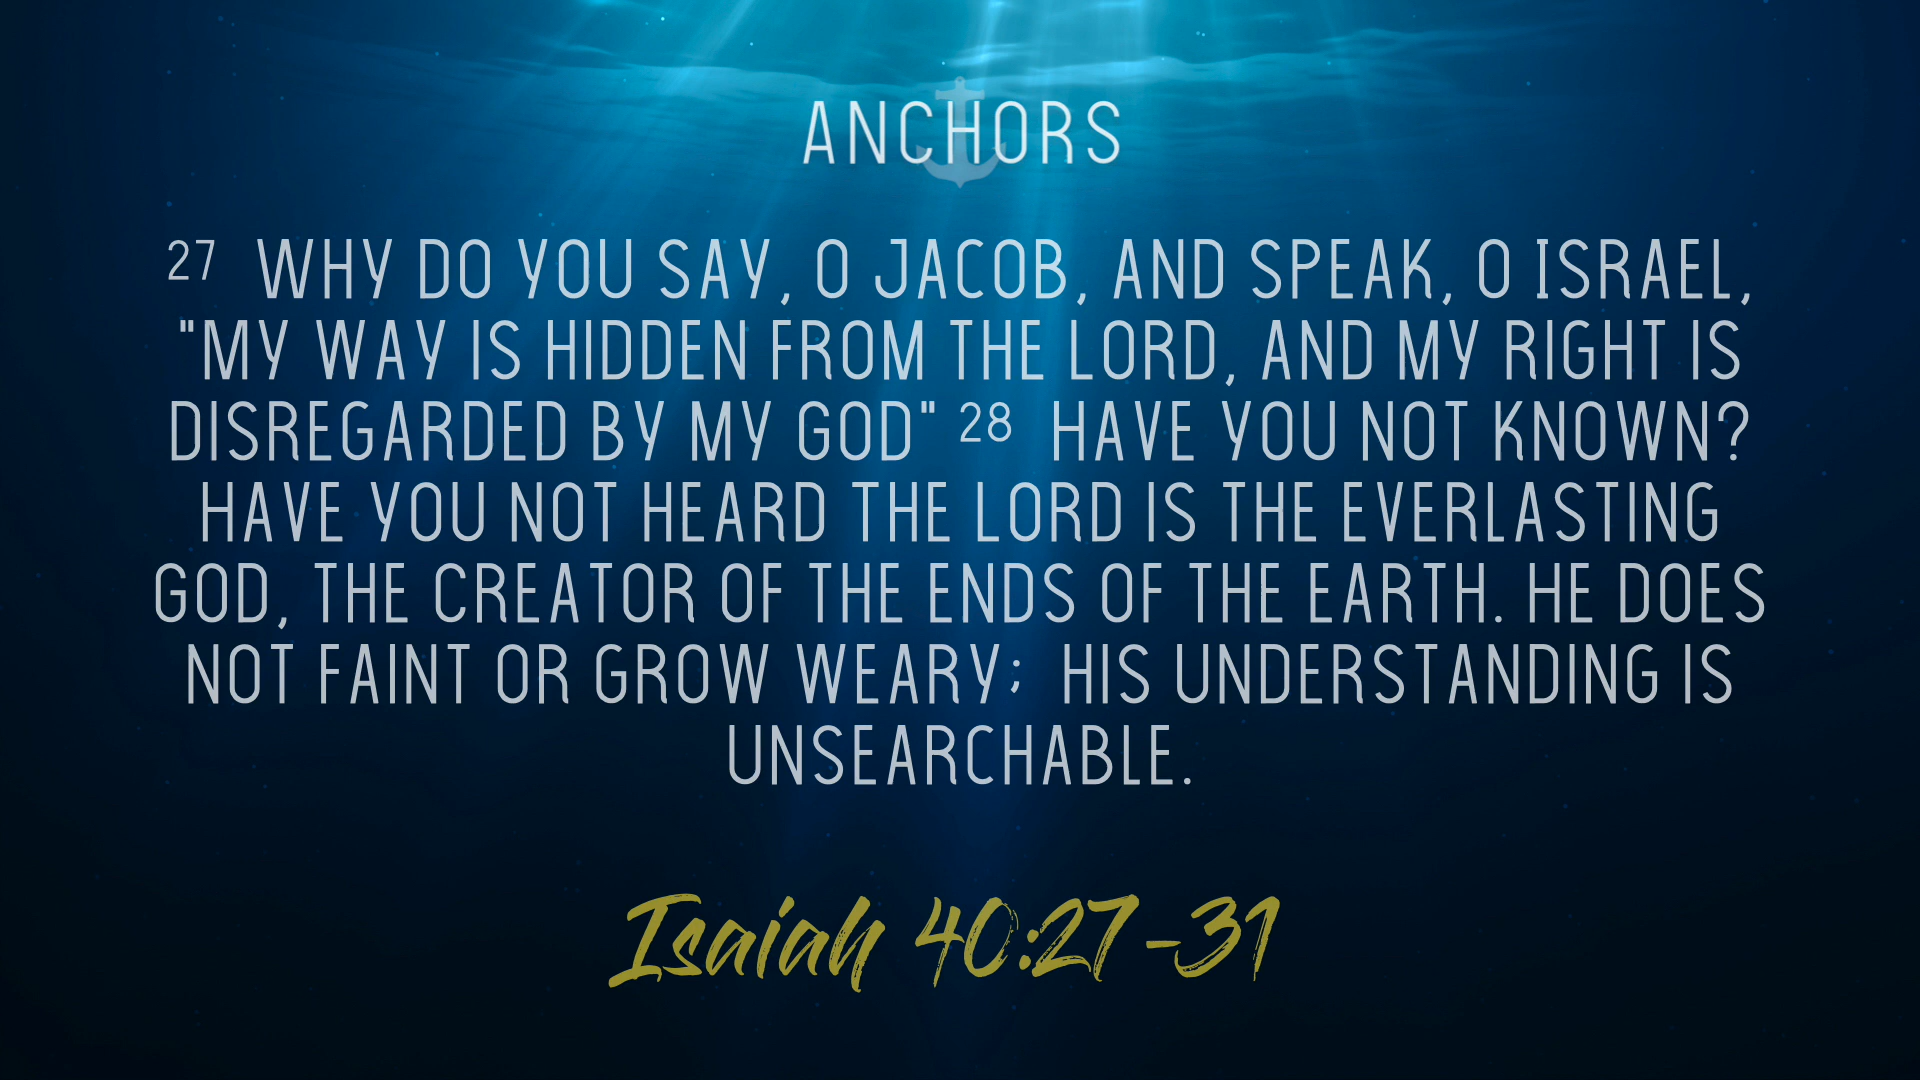 ANCHORS
27 WHY DO YOU SAY, O JACOB, AND SPEAK, O ISRAEL,
"MY WAY IS HIDDEN FROM THE LORD, AND MY RIGHT IS
DISREGARDED BY MY GOD" 28 HAVE YOU NOT KNOWN?
HAVE YOU NOT HEARD THE LORD IS THE EVERLASTING
GOD, THE CREATOR OF THE ENDS OF THE EARTH. HE DOES
NOT FAINT OR GROW WEARY; HIS UNDERSTANDING IS
UNSEARCHABLE.
Isaiah 40:27-31